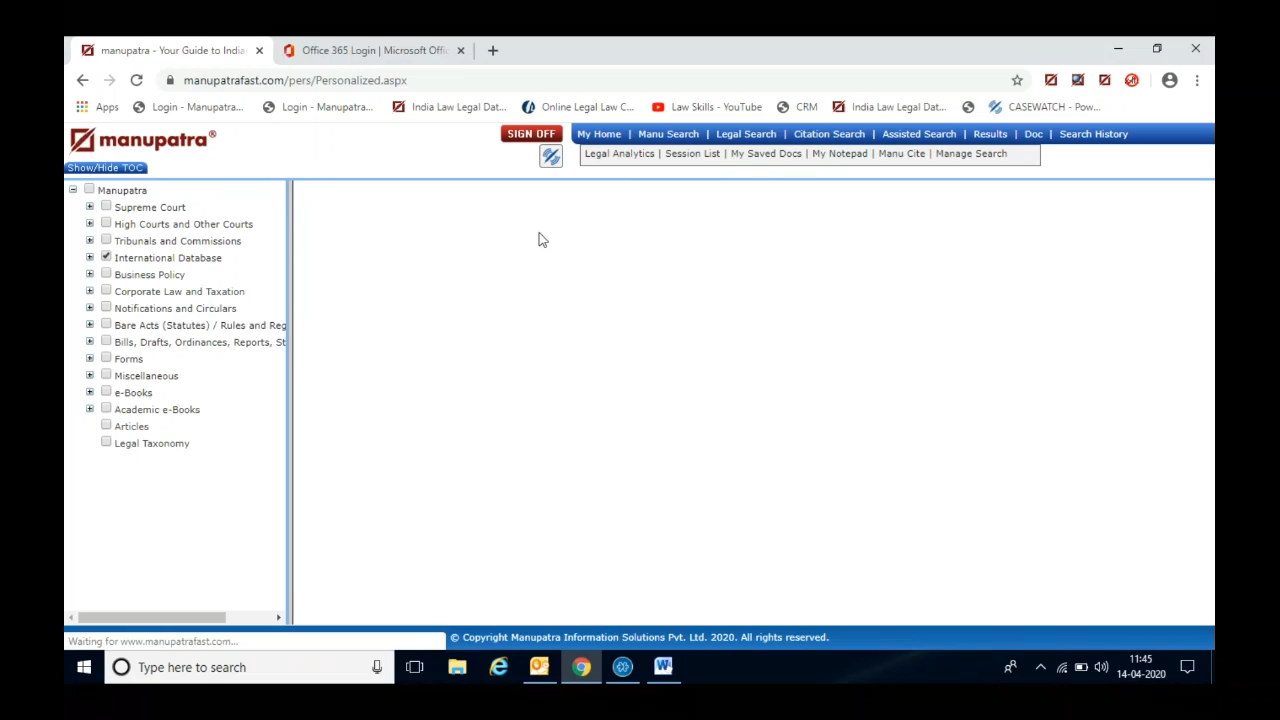 manupatra - Your Guide to India
Office 365 Login | Microsoft Offic
manupatrafast.com/pers/Personalized.aspx
Apps
Login - Manupatra...
Login - Manupatra...
India Law Legal Dat...
Online Legal Law C...
Law Skills - YouTube
CRM
India Law Legal Dat...
CASEWATCH - Pow...
manupatra®
SIGN OFF
My Home | Manu Search | Legal Search | Citation Search | Assisted Search | Results | Doc | Search History
Legal Analytics | Session List | My Saved Docs | My Notepad | Manu Cite | Manage Search
Show/Hide TOC
Manupatra
Supreme Court
High Courts and Other Courts
Tribunals and Commissions
International Database
Business Policy
Corporate Law and Taxation
Notifications and Circulars
Bare Acts (Statutes) / Rules and Reg
Bills, Drafts, Ordinances, Reports, St
Forms
Miscellaneous
e-Books
Academic e-Books
Articles
Legal Taxonomy
Waiting for www.manupatrafast.com...
© Copyright Manupatra Information Solutions Pvt. Ltd. 2020. All rights reserved.
Type here to search
11:45
14-04-2020